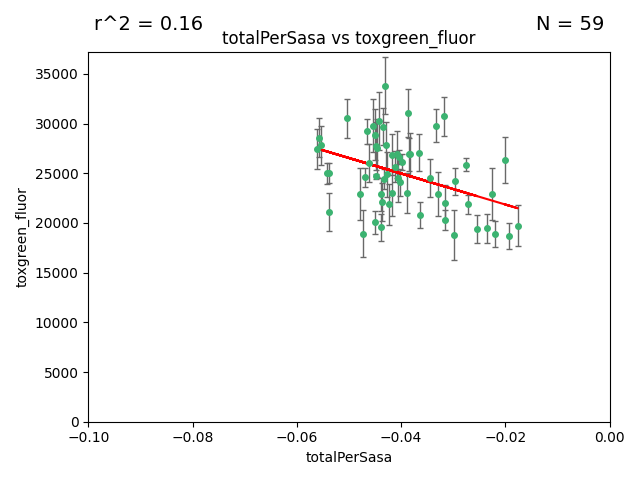 r^2 = 0.16
N = 59
totalPerSasa vs toxgreen_fluor
35000
30000
25000
20000
15000
10000
5000
0
toxgreen_fluor
−0.10
−0.08
−0.06
−0.04
−0.02
0.00
totalPerSasa